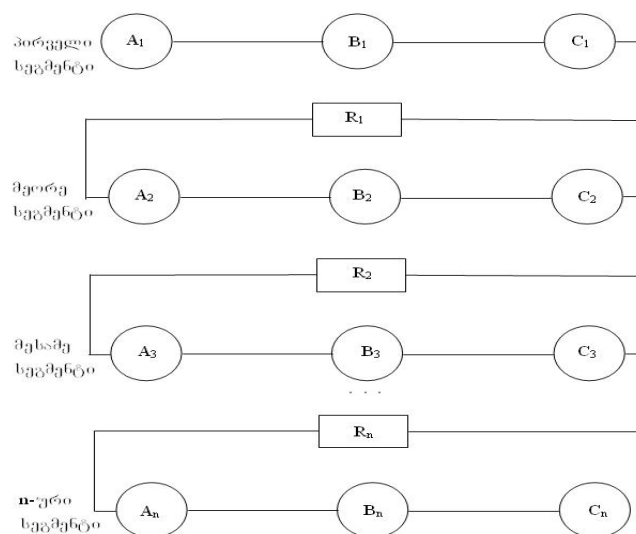 პირველი
სეგმენტი
A₁ B₁ C₁
R₁
მეორე
სეგმენტი
A₂ B₂ C₂
R₂
მესამე
სეგმენტი
A₃ B₃ C₃
. . .
Rₙ
n-ური
სეგმენტი
Aₙ Bₙ Cₙ